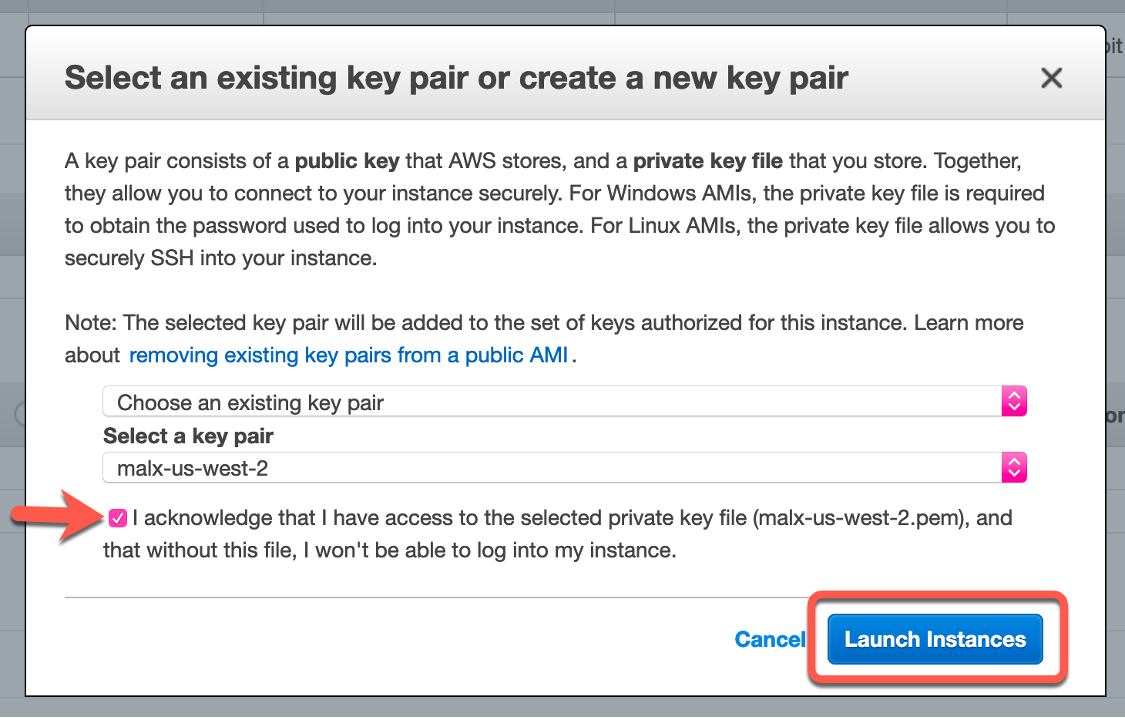 Select an existing key pair or create a new key pair
A key pair consists of a public key that AWS stores, and a private key file that you store. Together,
they allow you to connect to your instance securely. For Windows AMIs, the private key file is required
to obtain the password used to log into your instance. For Linux AMIs, the private key file allows you to
securely SSH into your instance.
Note: The selected key pair will be added to the set of keys authorized for this instance. Learn more
about removing existing key pairs from a public AMI .
Choose an existing key pair
Select a key pair
malx-us-west-2
I acknowledge that I have access to the selected private key file (malx-us-west-2.pem), and
that without this file, I won't be able to log into my instance.
Cancel
Launch Instances